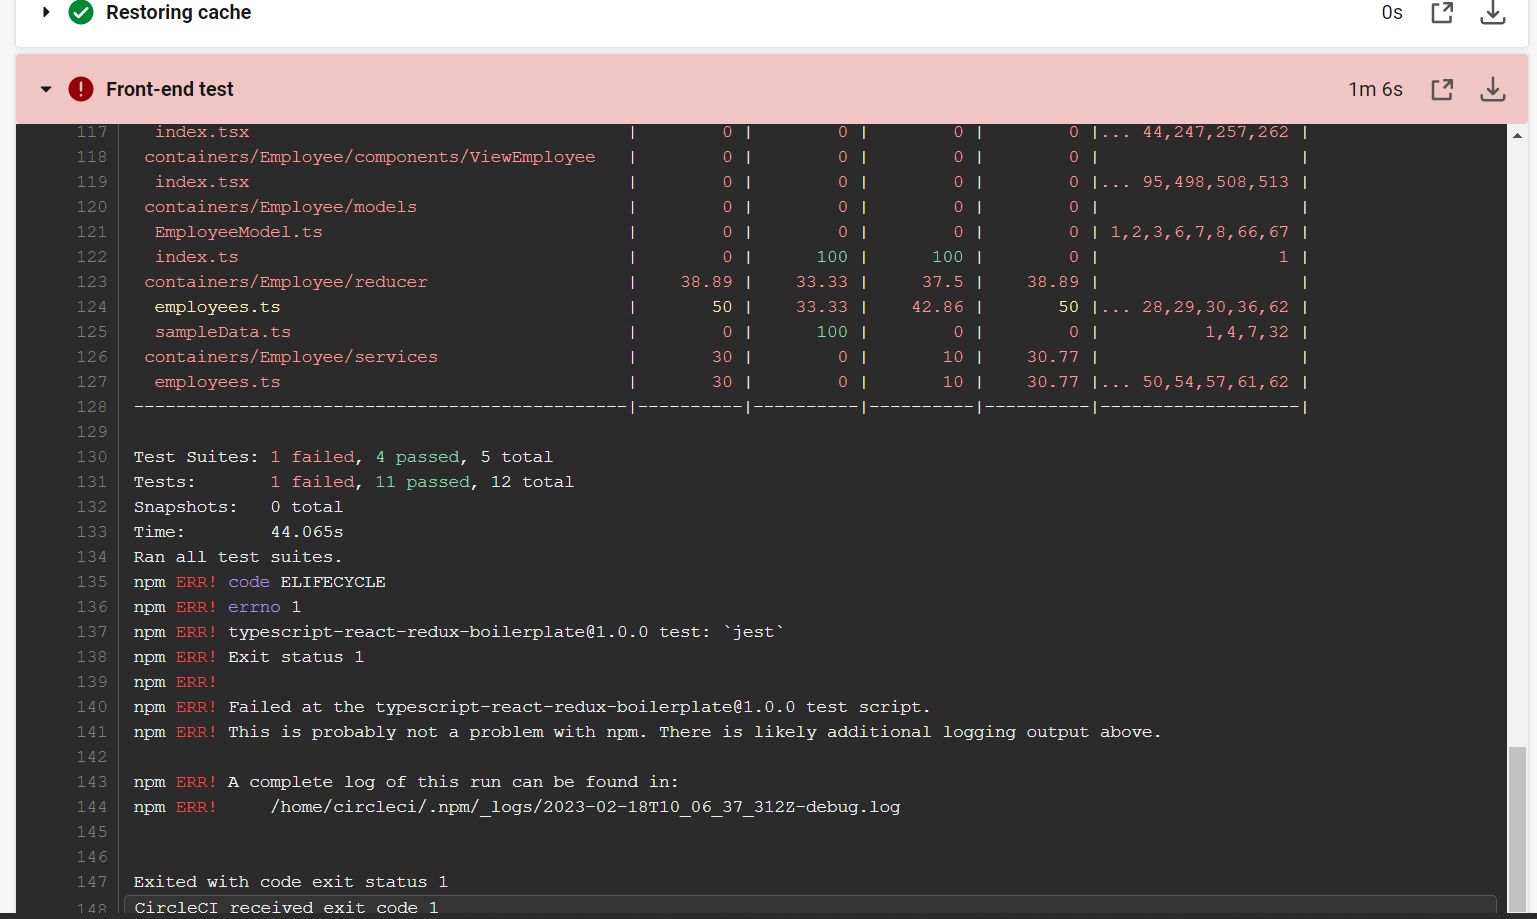 Restoring cache 0s
Front-end test 1m 6s
117 index.tsx | 0 | 0 | 0 | 0 |... 44,247,257,262 |
118 containers/Employee/components/ViewEmployee | 0 | 0 | 0 | 0 | |
119 index.tsx | 0 | 0 | 0 | 0 |... 95,498,508,513 |
120 containers/Employee/models | 0 | 0 | 0 | 0 | |
121 EmployeeModel.ts | 0 | 0 | 0 | 0 | 1,2,3,6,7,8,66,67 |
122 index.ts | 0 | 100 | 100 | 0 | 1 |
123 containers/Employee/reducer | 38.89 | 33.33 | 37.5 | 38.89 | |
124 employees.ts | 50 | 33.33 | 42.86 | 50 |... 28,29,30,36,62 |
125 sampleData.ts | 0 | 100 | 0 | 0 | 1,4,7,32 |
126 containers/Employee/services | 30 | 0 | 10 | 30.77 | |
127 employees.ts | 30 | 0 | 10 | 30.77 |... 50,54,57,61,62 |
128 -----------------------------------------------|----------|----------|----------|----------|-------------------|
129
130 Test Suites: 1 failed, 4 passed, 5 total
131 Tests: 1 failed, 11 passed, 12 total
132 Snapshots: 0 total
133 Time: 44.065s
134 Ran all test suites.
135 npm ERR! code ELIFECYCLE
136 npm ERR! errno 1
137 npm ERR! typescript-react-redux-boilerplate@1.0.0 test: `jest`
138 npm ERR! Exit status 1
139 npm ERR!
140 npm ERR! Failed at the typescript-react-redux-boilerplate@1.0.0 test script.
141 npm ERR! This is probably not a problem with npm. There is likely additional logging output above.
142
143 npm ERR! A complete log of this run can be found in:
144 npm ERR! /home/circleci/.npm/_logs/2023-02-18T10_06_37_312Z-debug.log
145
146
147 Exited with code exit status 1
148 CircleCI received exit code 1